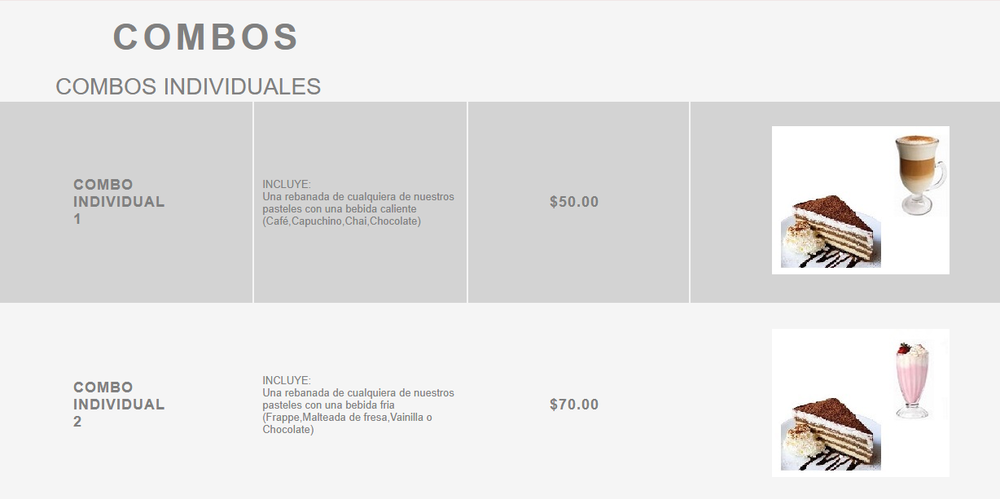 COMBOS
COMBOS INDIVIDUALES
COMBO
INDIVIDUAL
1
INCLUYE:
Una rebanada de cualquiera de nuestros
pasteles con una bebida caliente
(Café,Capuchino,Chai,Chocolate)
$50.00
COMBO
INDIVIDUAL
2
INCLUYE:
Una rebanada de cualquiera de nuestros
pasteles con una bebida fria
(Frappe,Malteada de fresa,Vainilla o
Chocolate)
$70.00